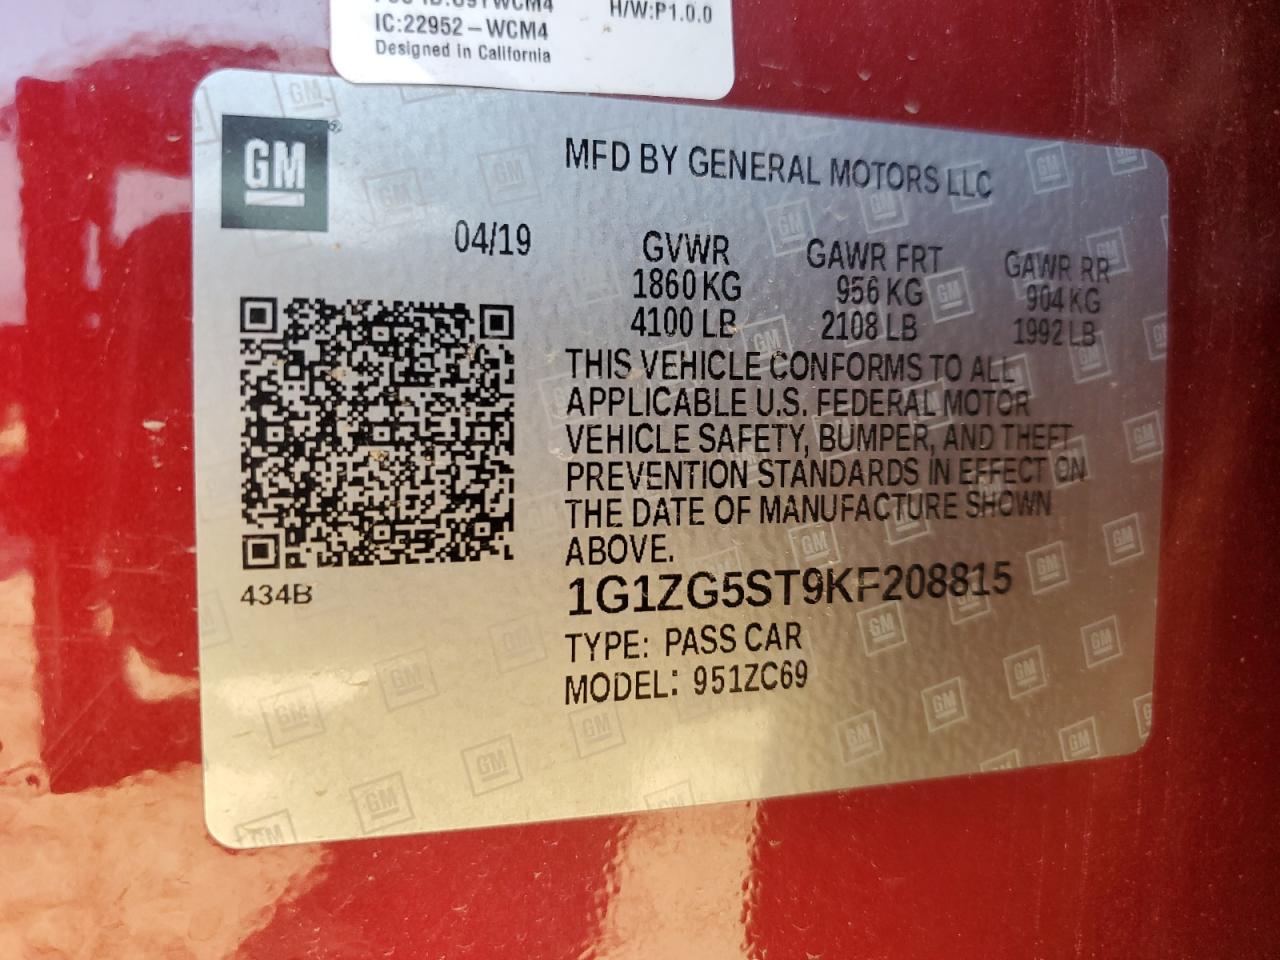 H/W:P1.0.0
IC:22952-WCM4
Designed in California
GM
MFD BY GENERAL MOTORS LLC
04/19
GVWR GAWR FRT GAWR RR
1860 KG 956 KG 904 KG
4100 LB 2108 LB 1992 LB
THIS VEHICLE CONFORMS TO ALL
APPLICABLE U.S. FEDERAL MOTOR
VEHICLE SAFETY, BUMPER, AND THEFT
PREVENTION STANDARDS IN EFFECT ON
THE DATE OF MANUFACTURE SHOWN
ABOVE.
434B
1G1ZG5ST9KF208815
TYPE: PASS CAR
MODEL: 951ZC69